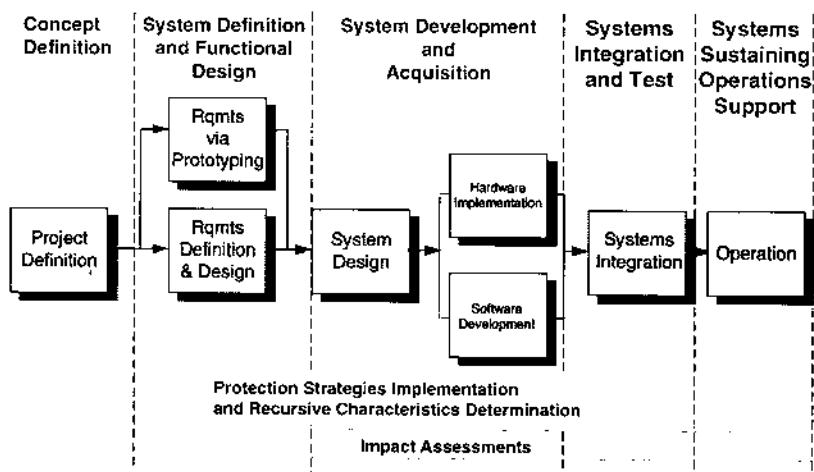 Concept
Definition
System Definition
and Functional
Design
System Development
and
Acquisition
Systems
Integration
and Test
Systems
Sustaining
Operations
Support
Rqmts
via
Prototyping
Project
Definition
Rqmts
Definition
& Design
System
Design
Hardware
Implementation
Software
Development
Systems
Integration
Operation
Protection Strategies Implementation
and Recursive Characteristics Determination
Impact Assessments